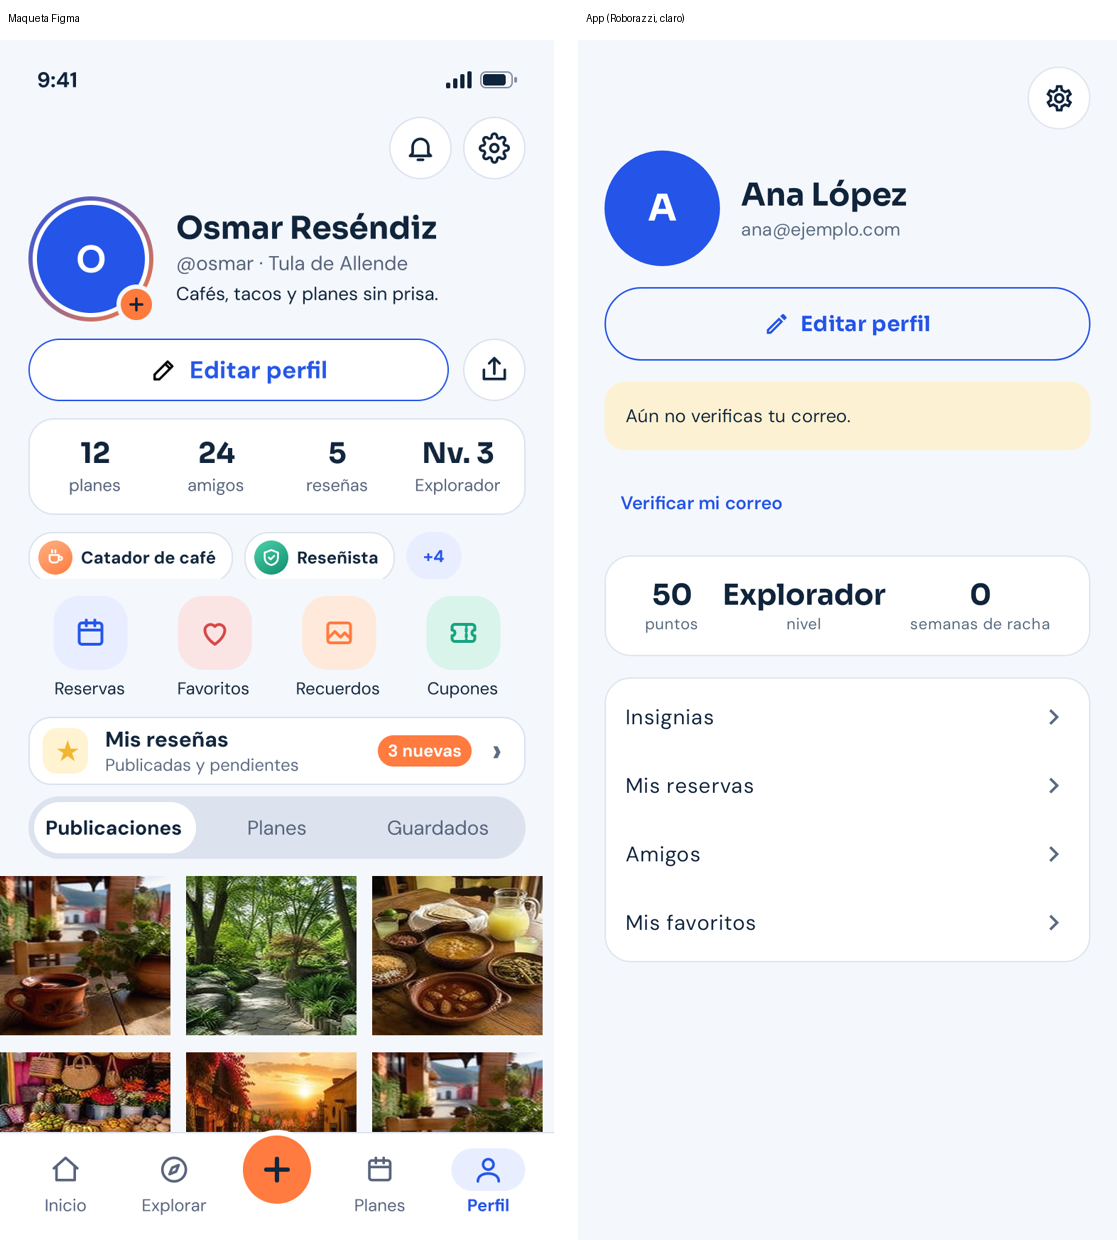 Maqueta Figma
9:41
O
Osmar Reséndiz
@osmar · Tula de Allende
Cafés, tacos y planes sin prisa.
Editar perfil
12
planes
24
amigos
5
reseñas
Nv. 3
Explorador
Catador de café
Reseñista
+4
Reservas
Favoritos
Recuerdos
Cupones
Mis reseñas
Publicadas y pendientes
3 nuevas
Publicaciones
Planes
Guardados
Inicio
Explorar
Planes
Perfil
App (Roborazzi, claro)
A
Ana López
ana@ejemplo.com
Editar perfil
Aún no verificas tu correo.
Verificar mi correo
50
puntos
Explorador
nivel
0
semanas de racha
Insignias
Mis reservas
Amigos
Mis favoritos